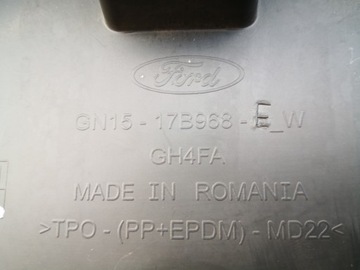 Ford
GN15-17B968-E_W
GH4FA
MADE IN ROMANIA
>TPO-(PP+EPDM)-MD22<